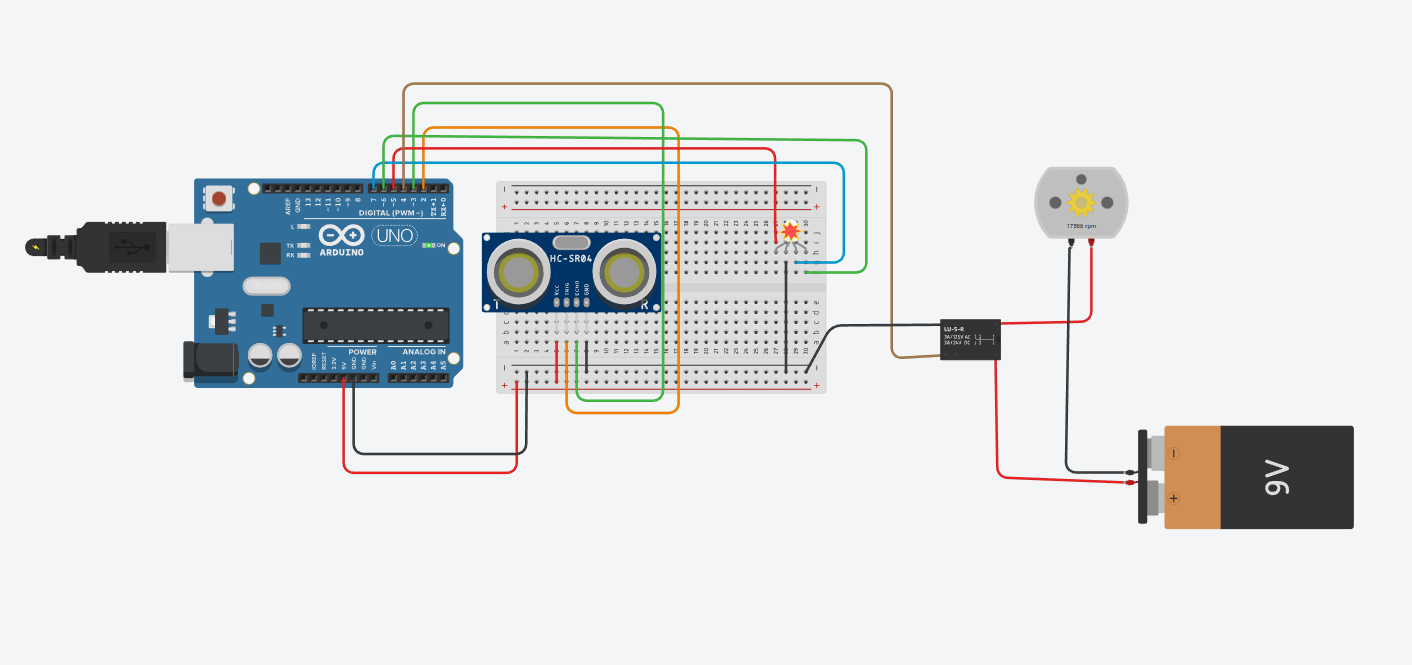 AREF
GND
13
12
~11
~10
~9
8
7
~6
~5
4
~3
2
TX→1
RX←0
DIGITAL (PWM~)
L
TX
RX
ARDUINO
UNO
ON
POWER
ANALOG IN
IOREF
RESET
3.3V
5V
GND
GND
Vin
A0
A1
A2
A3
A4
A5
HC-SR04
VCC
TRIG
ECHO
GND
T
R
LU-5-R
17568 rpm
9V